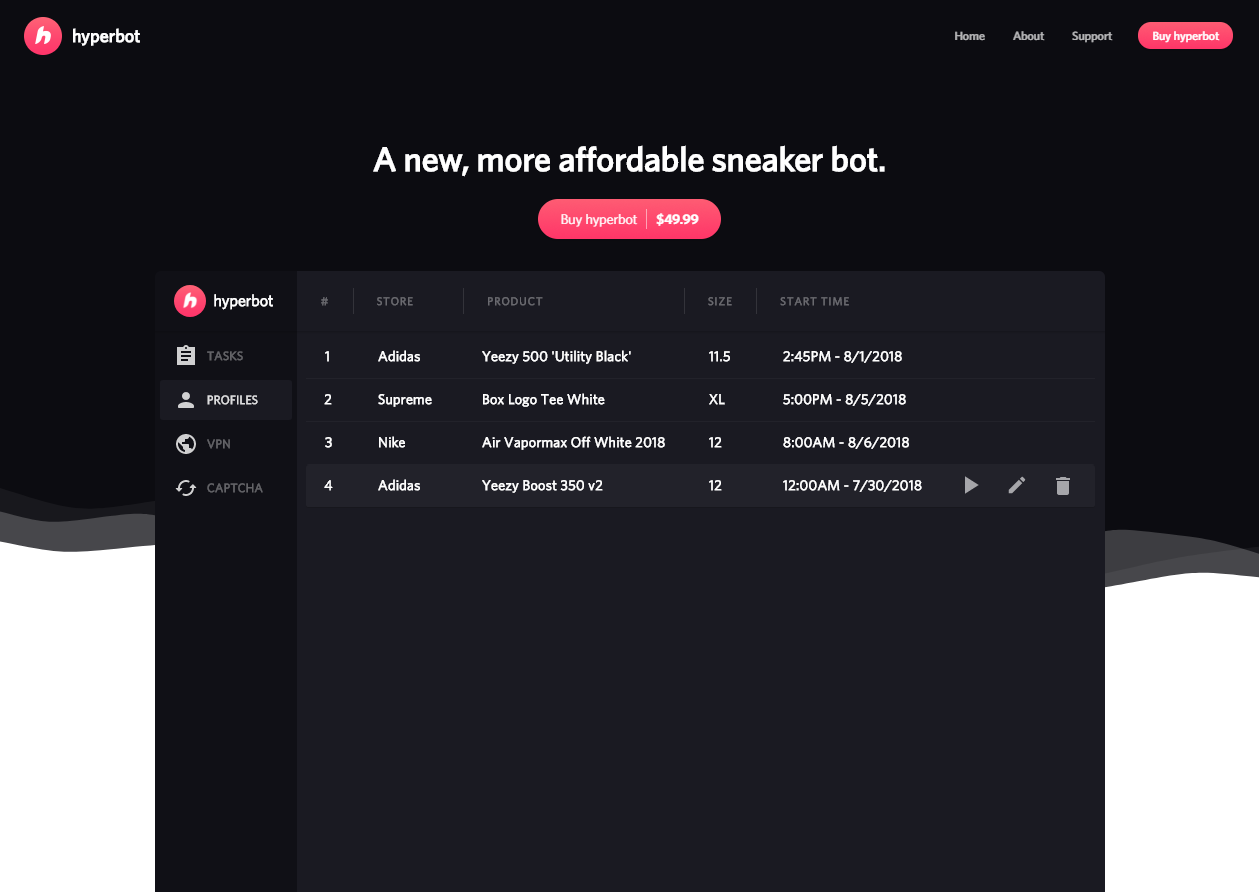 hyperbot
Home About Support Buy hyperbot
A new, more affordable sneaker bot.
Buy hyperbot $49.99
hyperbot
# STORE PRODUCT SIZE START TIME
TASKS
PROFILES
VPN
CAPTCHA
1 Adidas Yeezy 500 'Utility Black' 11.5 2:45PM - 8/1/2018
2 Supreme Box Logo Tee White XL 5:00PM - 8/5/2018
3 Nike Air Vapormax Off White 2018 12 8:00AM - 8/6/2018
4 Adidas Yeezy Boost 350 v2 12 12:00AM - 7/30/2018